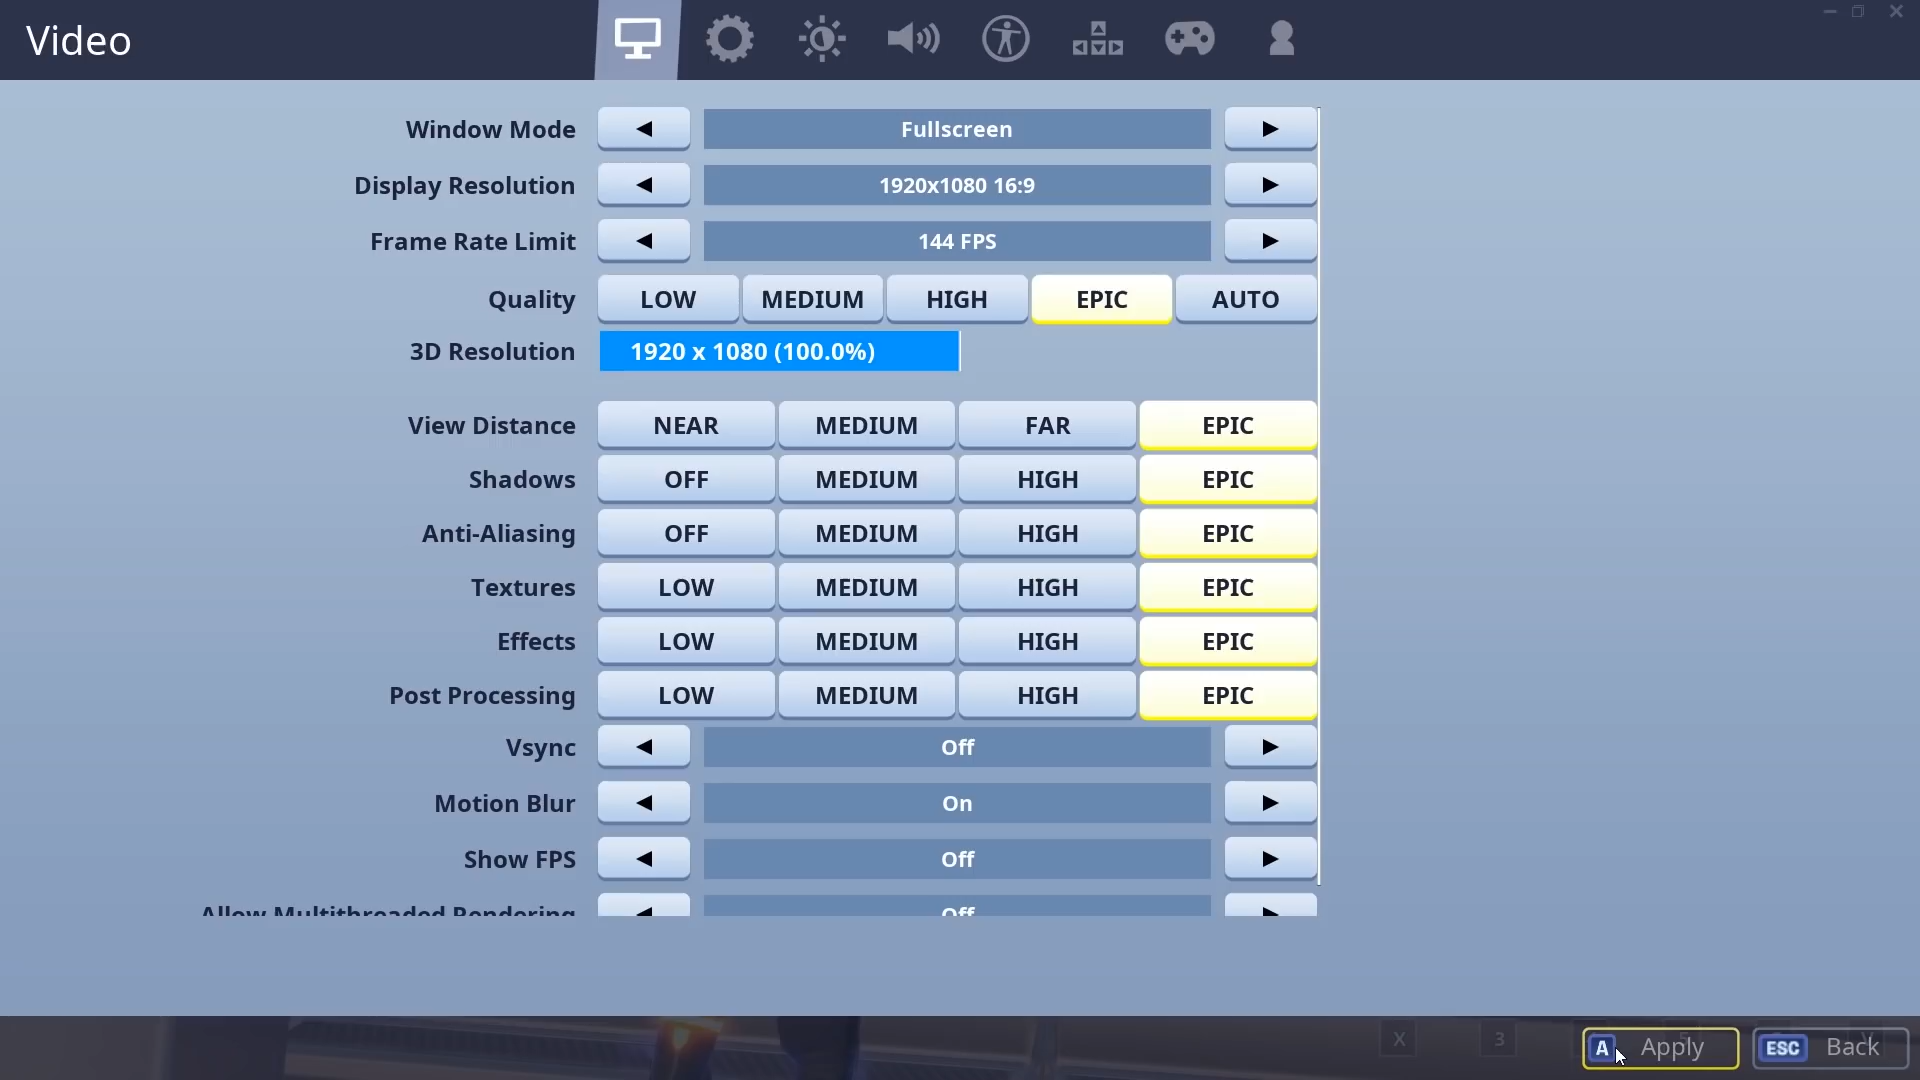 Video
Window Mode ◀ Fullscreen ▶
Display Resolution ◀ 1920x1080 16:9 ▶
Frame Rate Limit ◀ 144 FPS ▶
Quality LOW MEDIUM HIGH EPIC AUTO
3D Resolution 1920 x 1080 (100.0%)
View Distance NEAR MEDIUM FAR EPIC
Shadows OFF MEDIUM HIGH EPIC
Anti-Aliasing OFF MEDIUM HIGH EPIC
Textures LOW MEDIUM HIGH EPIC
Effects LOW MEDIUM HIGH EPIC
Post Processing LOW MEDIUM HIGH EPIC
Vsync ◀ Off ▶
Motion Blur ◀ On ▶
Show FPS ◀ Off ▶
Allow Multithreaded Rendering ◀ Off ▶
X 3
A Apply ESC Back